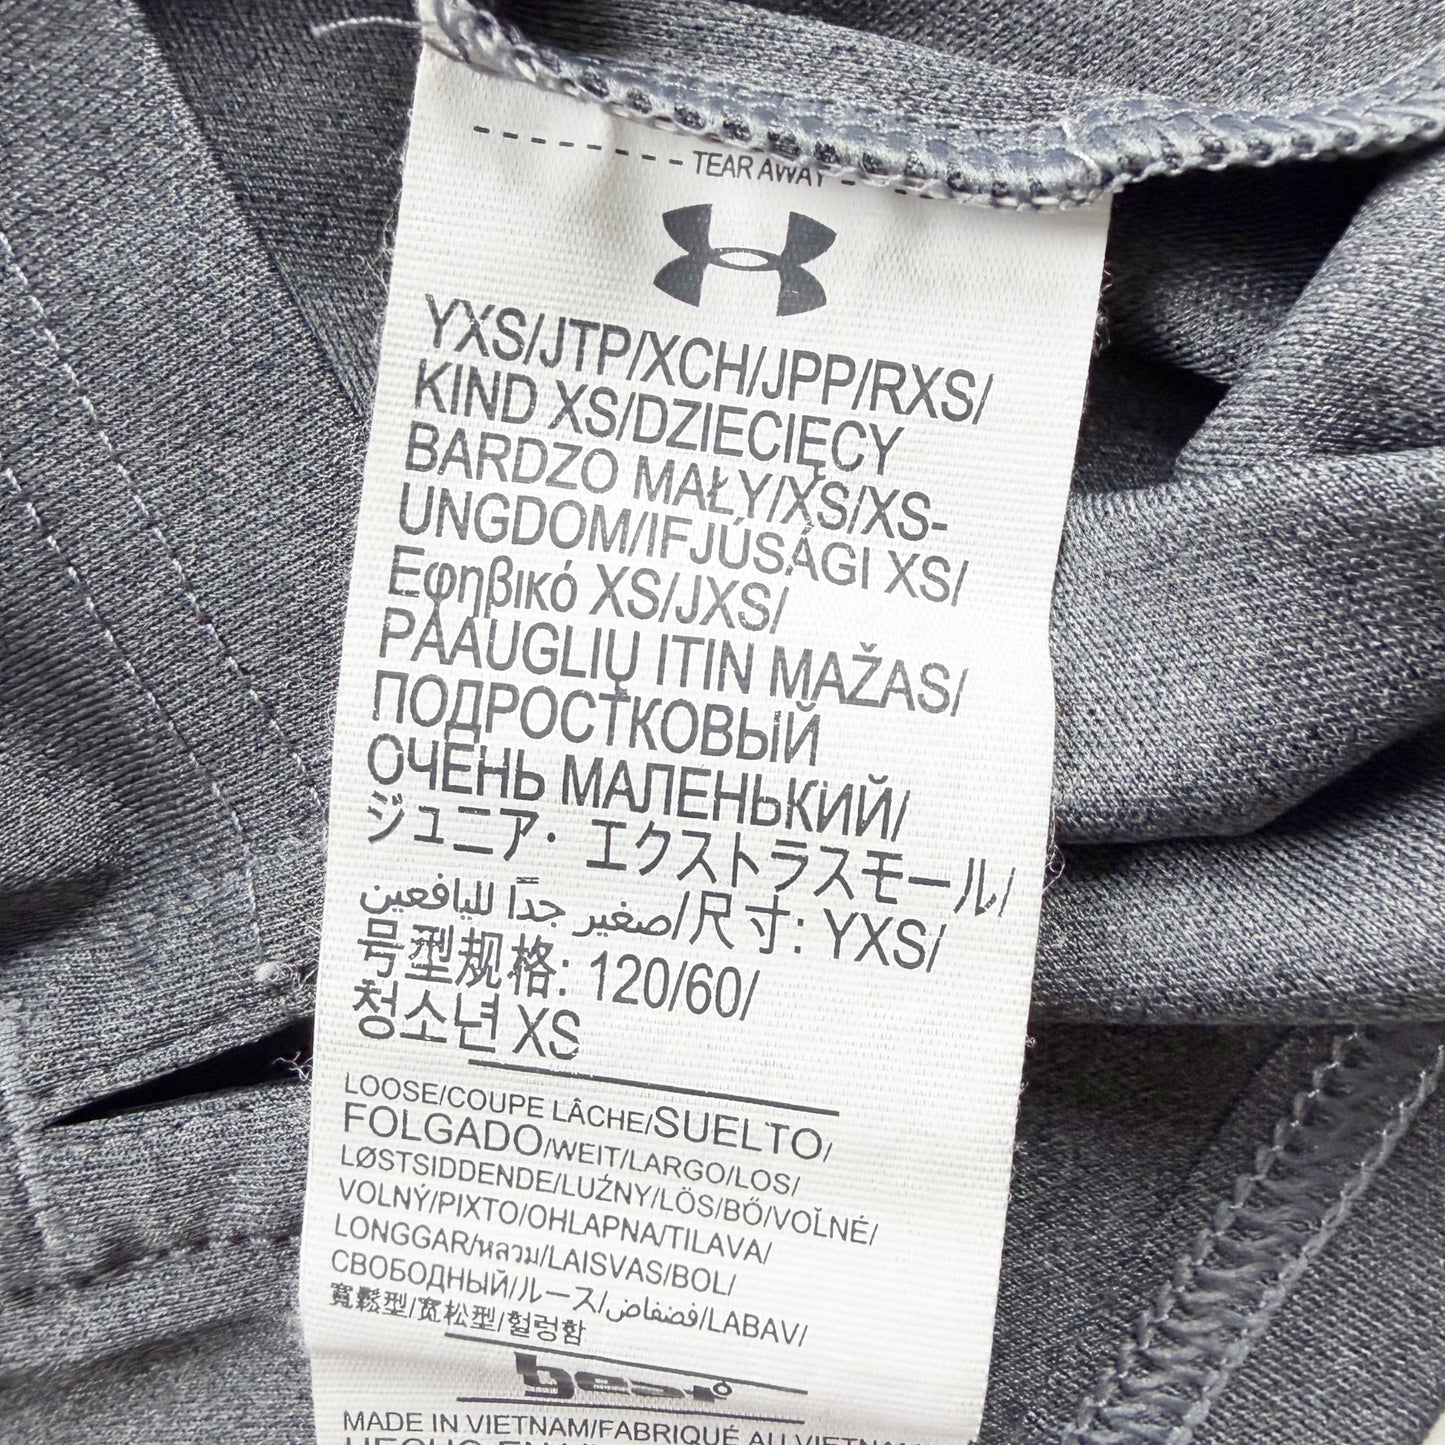 TEAR AWAY
YXS/JTP/XCH/JPP/RXS/
KIND XS/DZIECIĘCY
BARDZO MAŁY/XS/XS-
UNGDOM/IFJÚSÁGI XS/
Εφηβικό XS/JXS/
PAAUGLIŲ ITIN MAŽAS/
ПОДРОСТКОВЫЙ
ОЧЕНЬ МАЛЕНЬКИЙ/
ジュニア・エクストラスモール/
صغير جدًا لليافعين/尺寸: YXS/
号型规格: 120/60/
청소년 XS
LOOSE/COUPE LÂCHE/SUELTO/
FOLGADO/WEIT/LARGO/LOS/
LØSTSIDDENDE/LUŹNY/LÖS/BŐ/VOĽNÉ/
VOLNÝ/PIXTO/OHLAPNA/TILAVA/
LONGGAR/หลวม/LAISVAS/BOL/
СВОБОДНЫЙ/ルース/فضفاض/LABAV/
寬鬆型/宽松型/헐렁함
MADE IN VIETNAM/FABRIQUÉ AU VIETNAM/